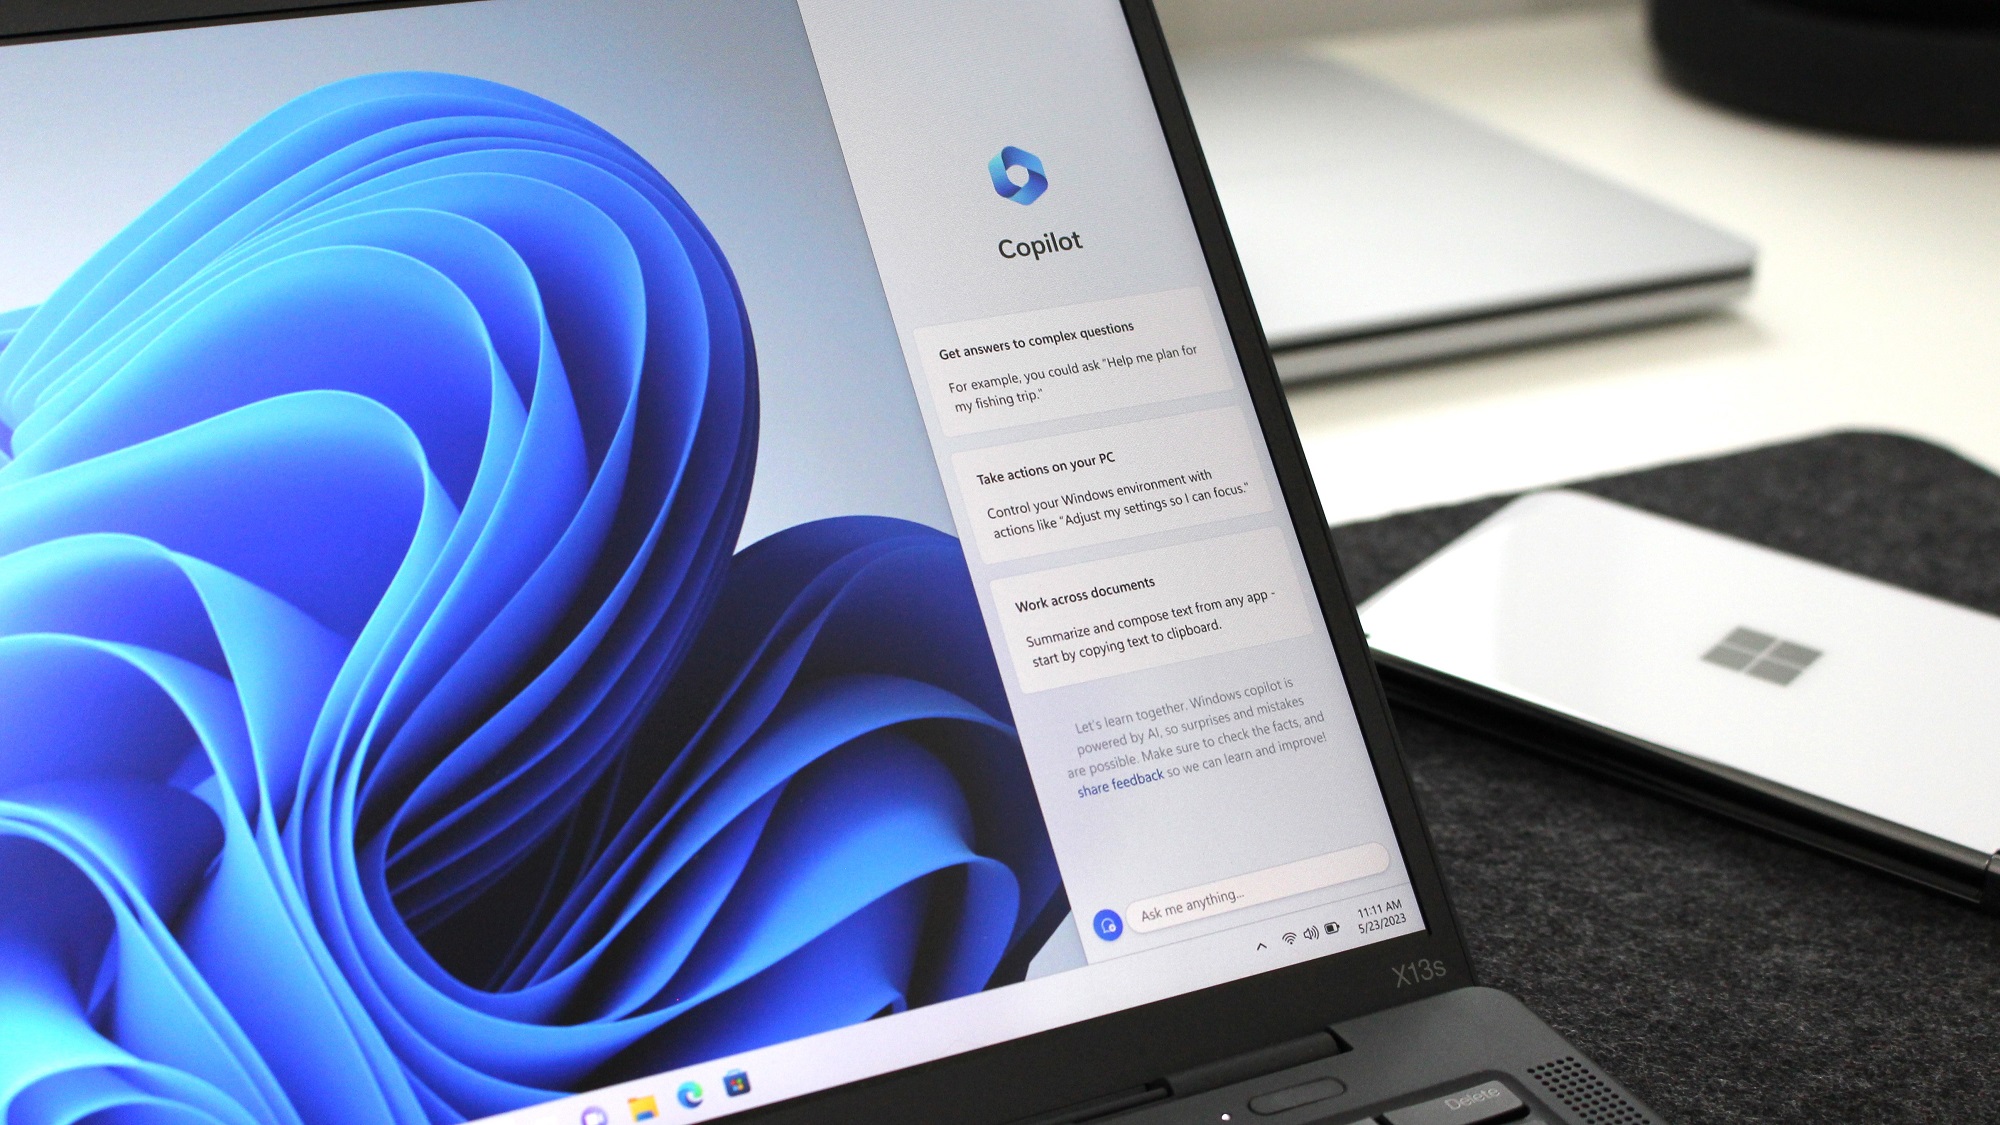 Copilot
Get answers to complex questions
For example, you could ask "Help me plan for
my fishing trip."
Take actions on your PC
Control your Windows environment with
actions like "Adjust my settings so I can focus."
Work across documents
Summarize and compose text from any app -
start by copying text to clipboard.
Let's learn together. Windows copilot is
powered by AI, so surprises and mistakes
are possible. Make sure to check the facts, and
share feedback so we can learn and improve!
Ask me anything...
11:11 AM
5/23/2023
X13s
Delete